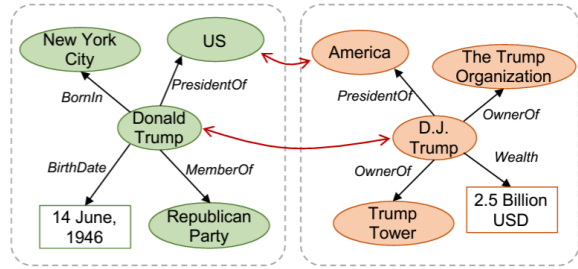 New York
City
US
BornIn
PresidentOf
Donald
Trump
BirthDate
MemberOf
14 June,
1946
Republican
Party
America
The Trump
Organization
PresidentOf
OwnerOf
D.J.
Trump
OwnerOf
Wealth
Trump
Tower
2.5 Billion
USD